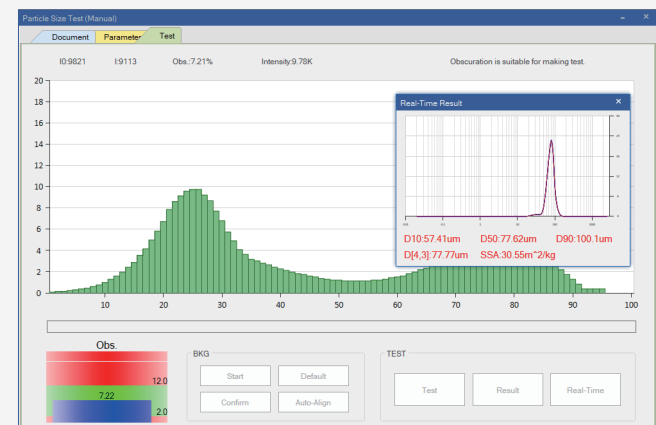 Particle Size Test (Manual)
Document Parameter Test
I0:9821 I:9113 Obs.:7.21% Intensity:9.78K Obscuration is suitable for making test.
20
18
16
14
12
10
8
6
4
2
0
10 20 30 40 50 60 70 80 90 100
Real-Time Result
D10:57.41um D50:77.62um D90:100.1um
D[4,3]:77.77um SSA:30.55m^2/kg
Obs.
12.0
7.22
2.0
BKG
Start Default
Confirm Auto-Align
TEST
Test Result Real-Time